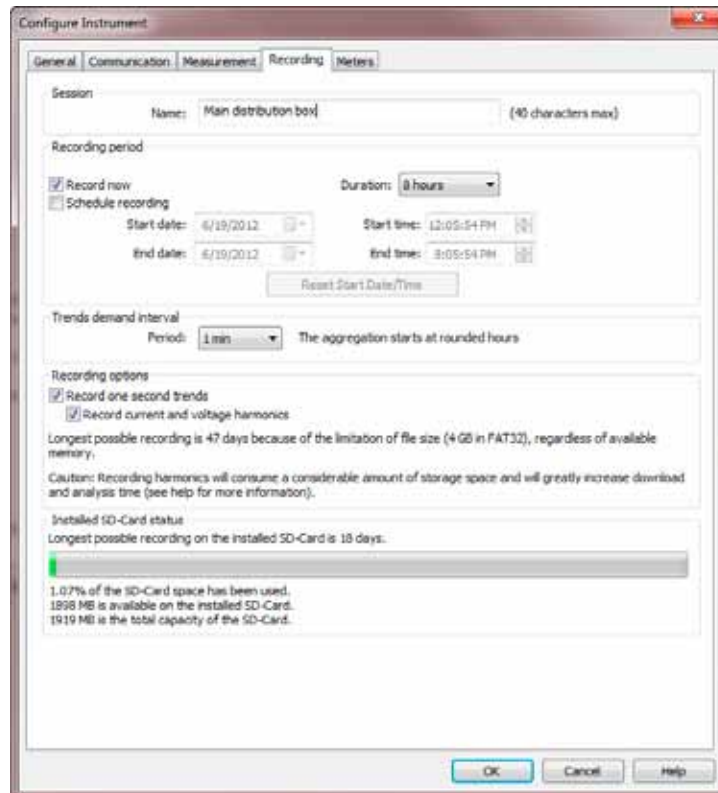 Configure Instrument
General Communication Measurement Recording Meters
Session
Name: Main distribution box (40 characters max)
Recording period
Record now Duration: 8 hours
Schedule recording
Start date: 6/19/2012 Start time: 12:05:54 PM
End date: 6/19/2012 End time: 8:05:54 PM
Reset Start Date/Time
Trends demand interval
Period: 1 min The aggregation starts at rounded hours
Recording options
Record one second trends
Record current and voltage harmonics
Longest possible recording is 47 days because of the limitation of file size (4 GB in FAT32), regardless of available
memory.
Caution: Recording harmonics will consume a considerable amount of storage space and will greatly increase download
and analysis time (see help for more information).
Installed SD-Card status
Longest possible recording on the installed SD-Card is 18 days.
1.07% of the SD-Card space has been used.
1898 MB is available on the installed SD-Card.
1919 MB is the total capacity of the SD-Card.
OK Cancel Help